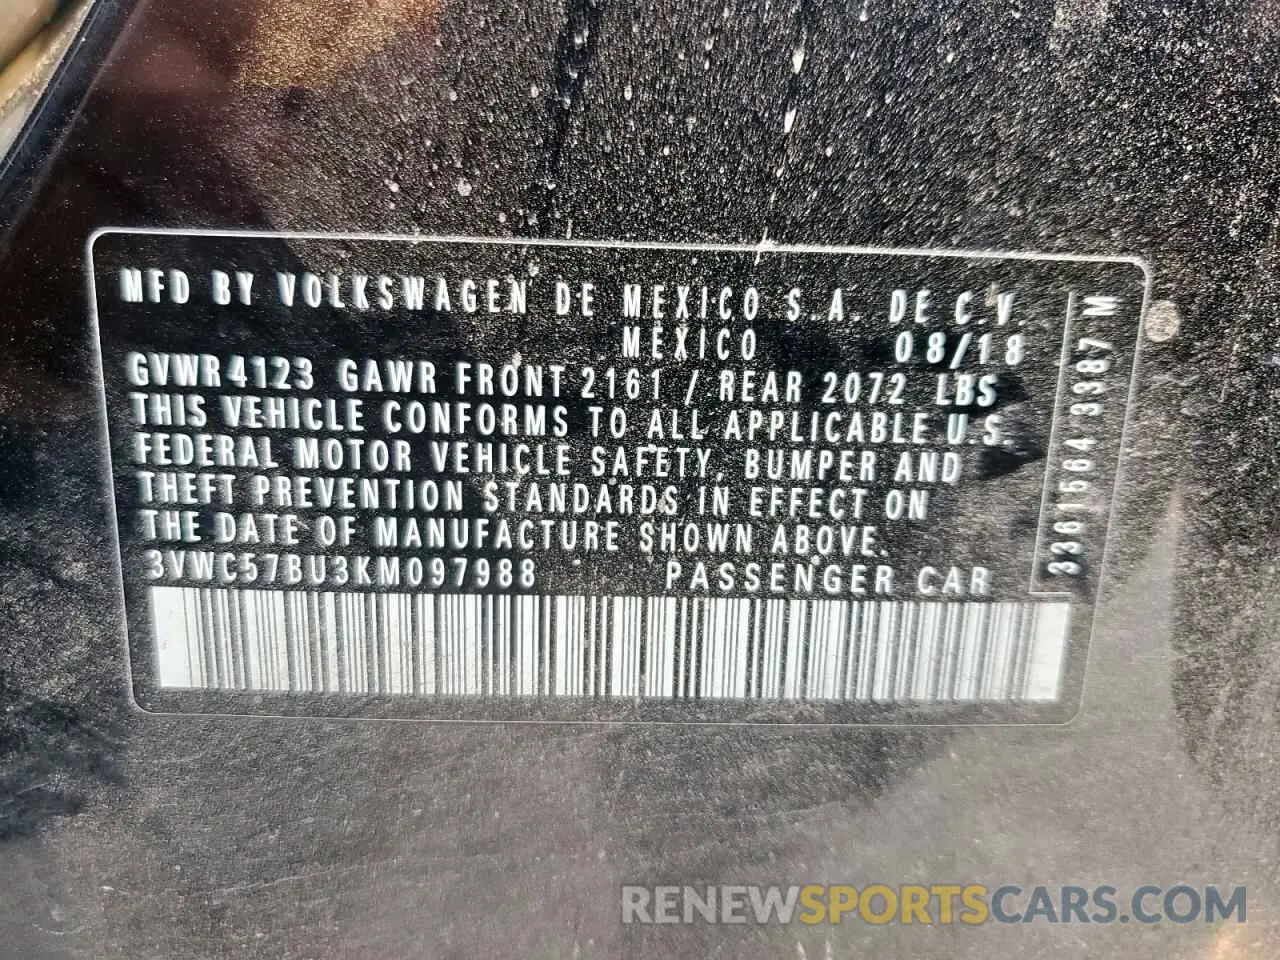 MFD BY VOLKSWAGEN DE MEXICO S.A. DE C.V.
MEXICO 08/18
GVWR 4123 GAWR FRONT 2161 / REAR 2072 LBS
THIS VEHICLE CONFORMS TO ALL APPLICABLE U.S.
FEDERAL MOTOR VEHICLE SAFETY, BUMPER AND
THEFT PREVENTION STANDARDS IN EFFECT ON
THE DATE OF MANUFACTURE SHOWN ABOVE.
3VWC57BU3KM097988 PASSENGER CAR
3361564 3387 M
RENEWSPORTSCARS.COM